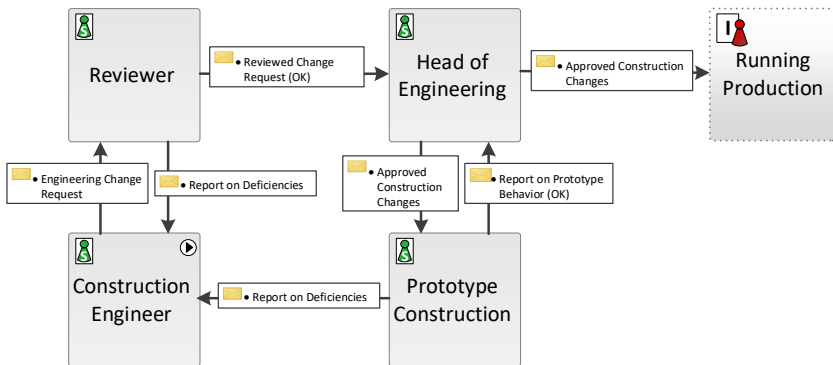 Reviewer
• Reviewed Change
Request (OK)
Head of
Engineering
• Approved Construction
Changes
I
Running
Production
• Engineering Change
Request
• Report on Deficiencies
• Approved
Construction
Changes
• Report on Prototype
Behavior (OK)
Construction
Engineer
• Report on Deficiencies
Prototype
Construction
S
S
S
S